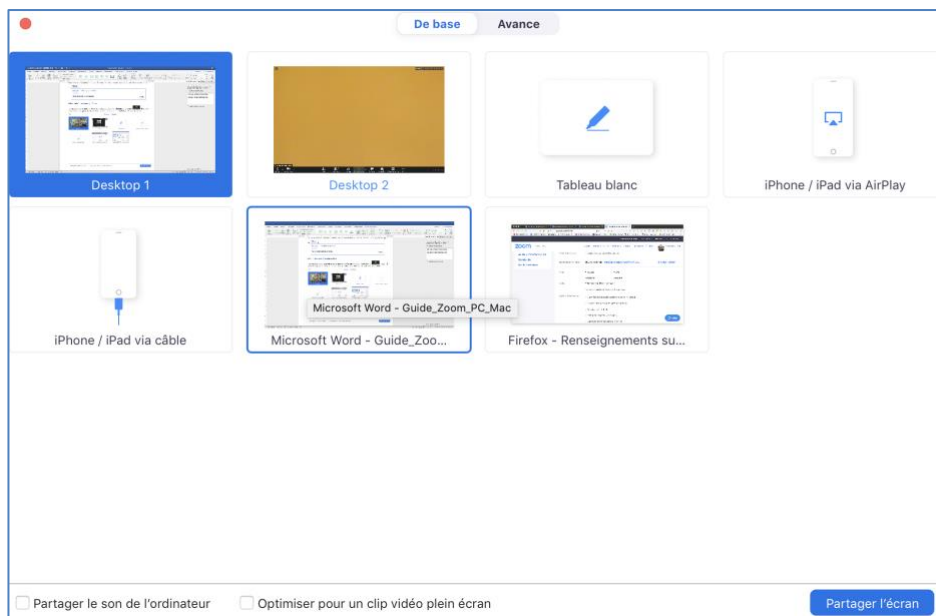 De base
Avance
Desktop 1
Desktop 2
Tableau blanc
iPhone / iPad via AirPlay
zoom
Microsoft Word - Guide_Zoom_PC_Mac
iPhone / iPad via câble
Microsoft Word - Guide_Zoo...
Firefox - Renseignements su...
Partager le son de l'ordinateur
Optimiser pour un clip vidéo plein écran
Partager l'écran